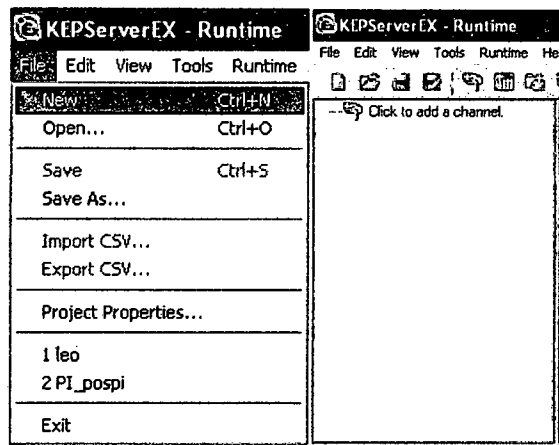 KEPServerEX - Runtime
File Edit View Tools Runtime
New Ctrl+N
Open... Ctrl+O
Save Ctrl+S
Save As...
Import CSV...
Export CSV...
Project Properties...
1 leo
2 PI_pospi
Exit
KEPServerEX - Runtime
File Edit View Tools Runtime He
Click to add a channel.